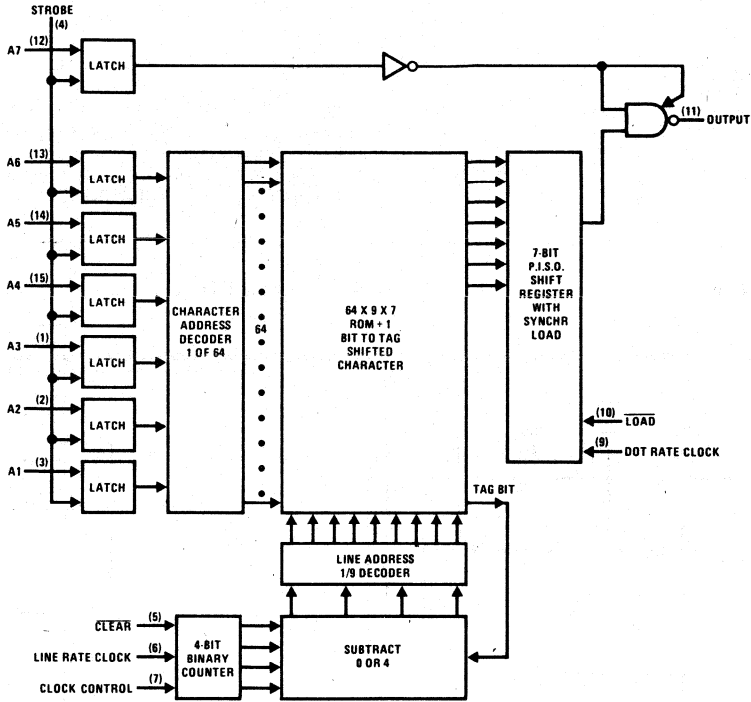 STROBE
(4)
A7 (12)
LATCH
(11) OUTPUT
A6 (13)
LATCH
A5 (14)
LATCH
A4 (15)
LATCH
A3 (1)
LATCH
A2 (2)
LATCH
A1 (3)
LATCH
CHARACTER
ADDRESS
DECODER
1 OF 64
64
64 X 9 X 7
ROM + 1
BIT TO TAG
SHIFTED
CHARACTER
7-BIT
P.I.S.O.
SHIFT
REGISTER
WITH
SYNCHR
LOAD
(10) LOAD
(9) DOT RATE CLOCK
TAG BIT
LINE ADDRESS
1/9 DECODER
CLEAR (5)
LINE RATE CLOCK (6)
CLOCK CONTROL (7)
4-BIT
BINARY
COUNTER
SUBTRACT
0 OR 4